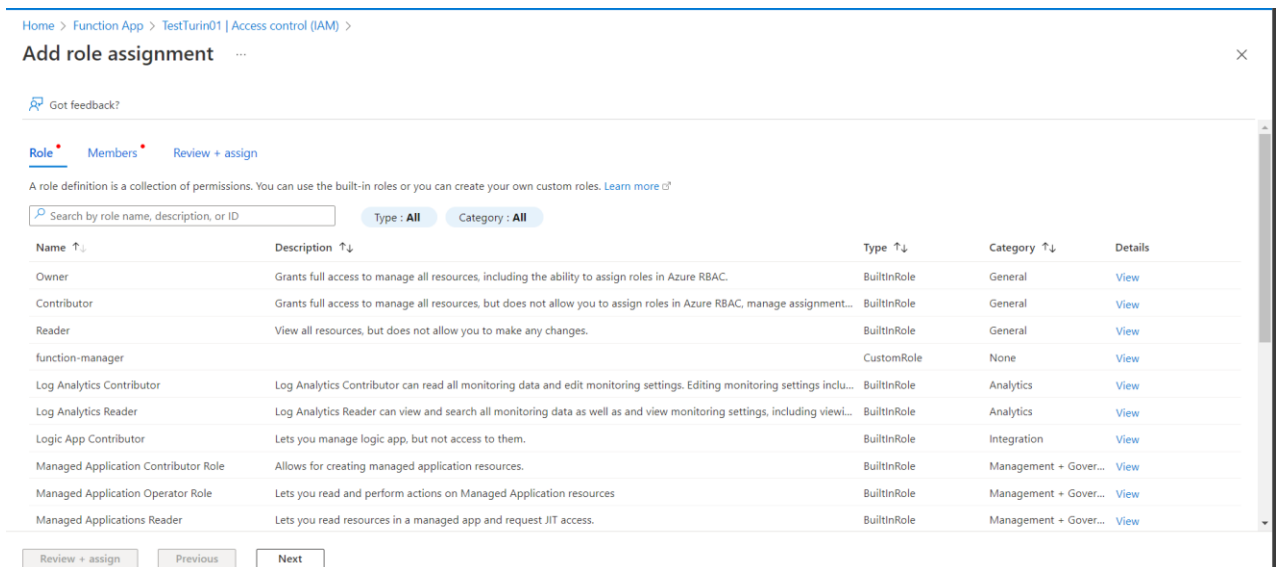 Home > Function App > TestTurin01 | Access control (IAM) >
Add role assignment ...
Got feedback?
Role Members Review + assign
A role definition is a collection of permissions. You can use the built-in roles or you can create your own custom roles. Learn more
Search by role name, description, or ID Type : All Category : All
Name ↑↓ Description ↑↓ Type ↑↓ Category ↑↓ Details
Owner Grants full access to manage all resources, including the ability to assign roles in Azure RBAC. BuiltInRole General View
Contributor Grants full access to manage all resources, but does not allow you to assign roles in Azure RBAC, manage assignment... BuiltInRole General View
Reader View all resources, but does not allow you to make any changes. BuiltInRole General View
function-manager CustomRole None View
Log Analytics Contributor Log Analytics Contributor can read all monitoring data and edit monitoring settings. Editing monitoring settings inclu... BuiltInRole Analytics View
Log Analytics Reader Log Analytics Reader can view and search all monitoring data as well as and view monitoring settings, including viewi... BuiltInRole Analytics View
Logic App Contributor Lets you manage logic app, but not access to them. BuiltInRole Integration View
Managed Application Contributor Role Allows for creating managed application resources. BuiltInRole Management + Gover... View
Managed Application Operator Role Lets you read and perform actions on Managed Application resources BuiltInRole Management + Gover... View
Managed Applications Reader Lets you read resources in a managed app and request JIT access. BuiltInRole Management + Gover... View
Review + assign Previous Next